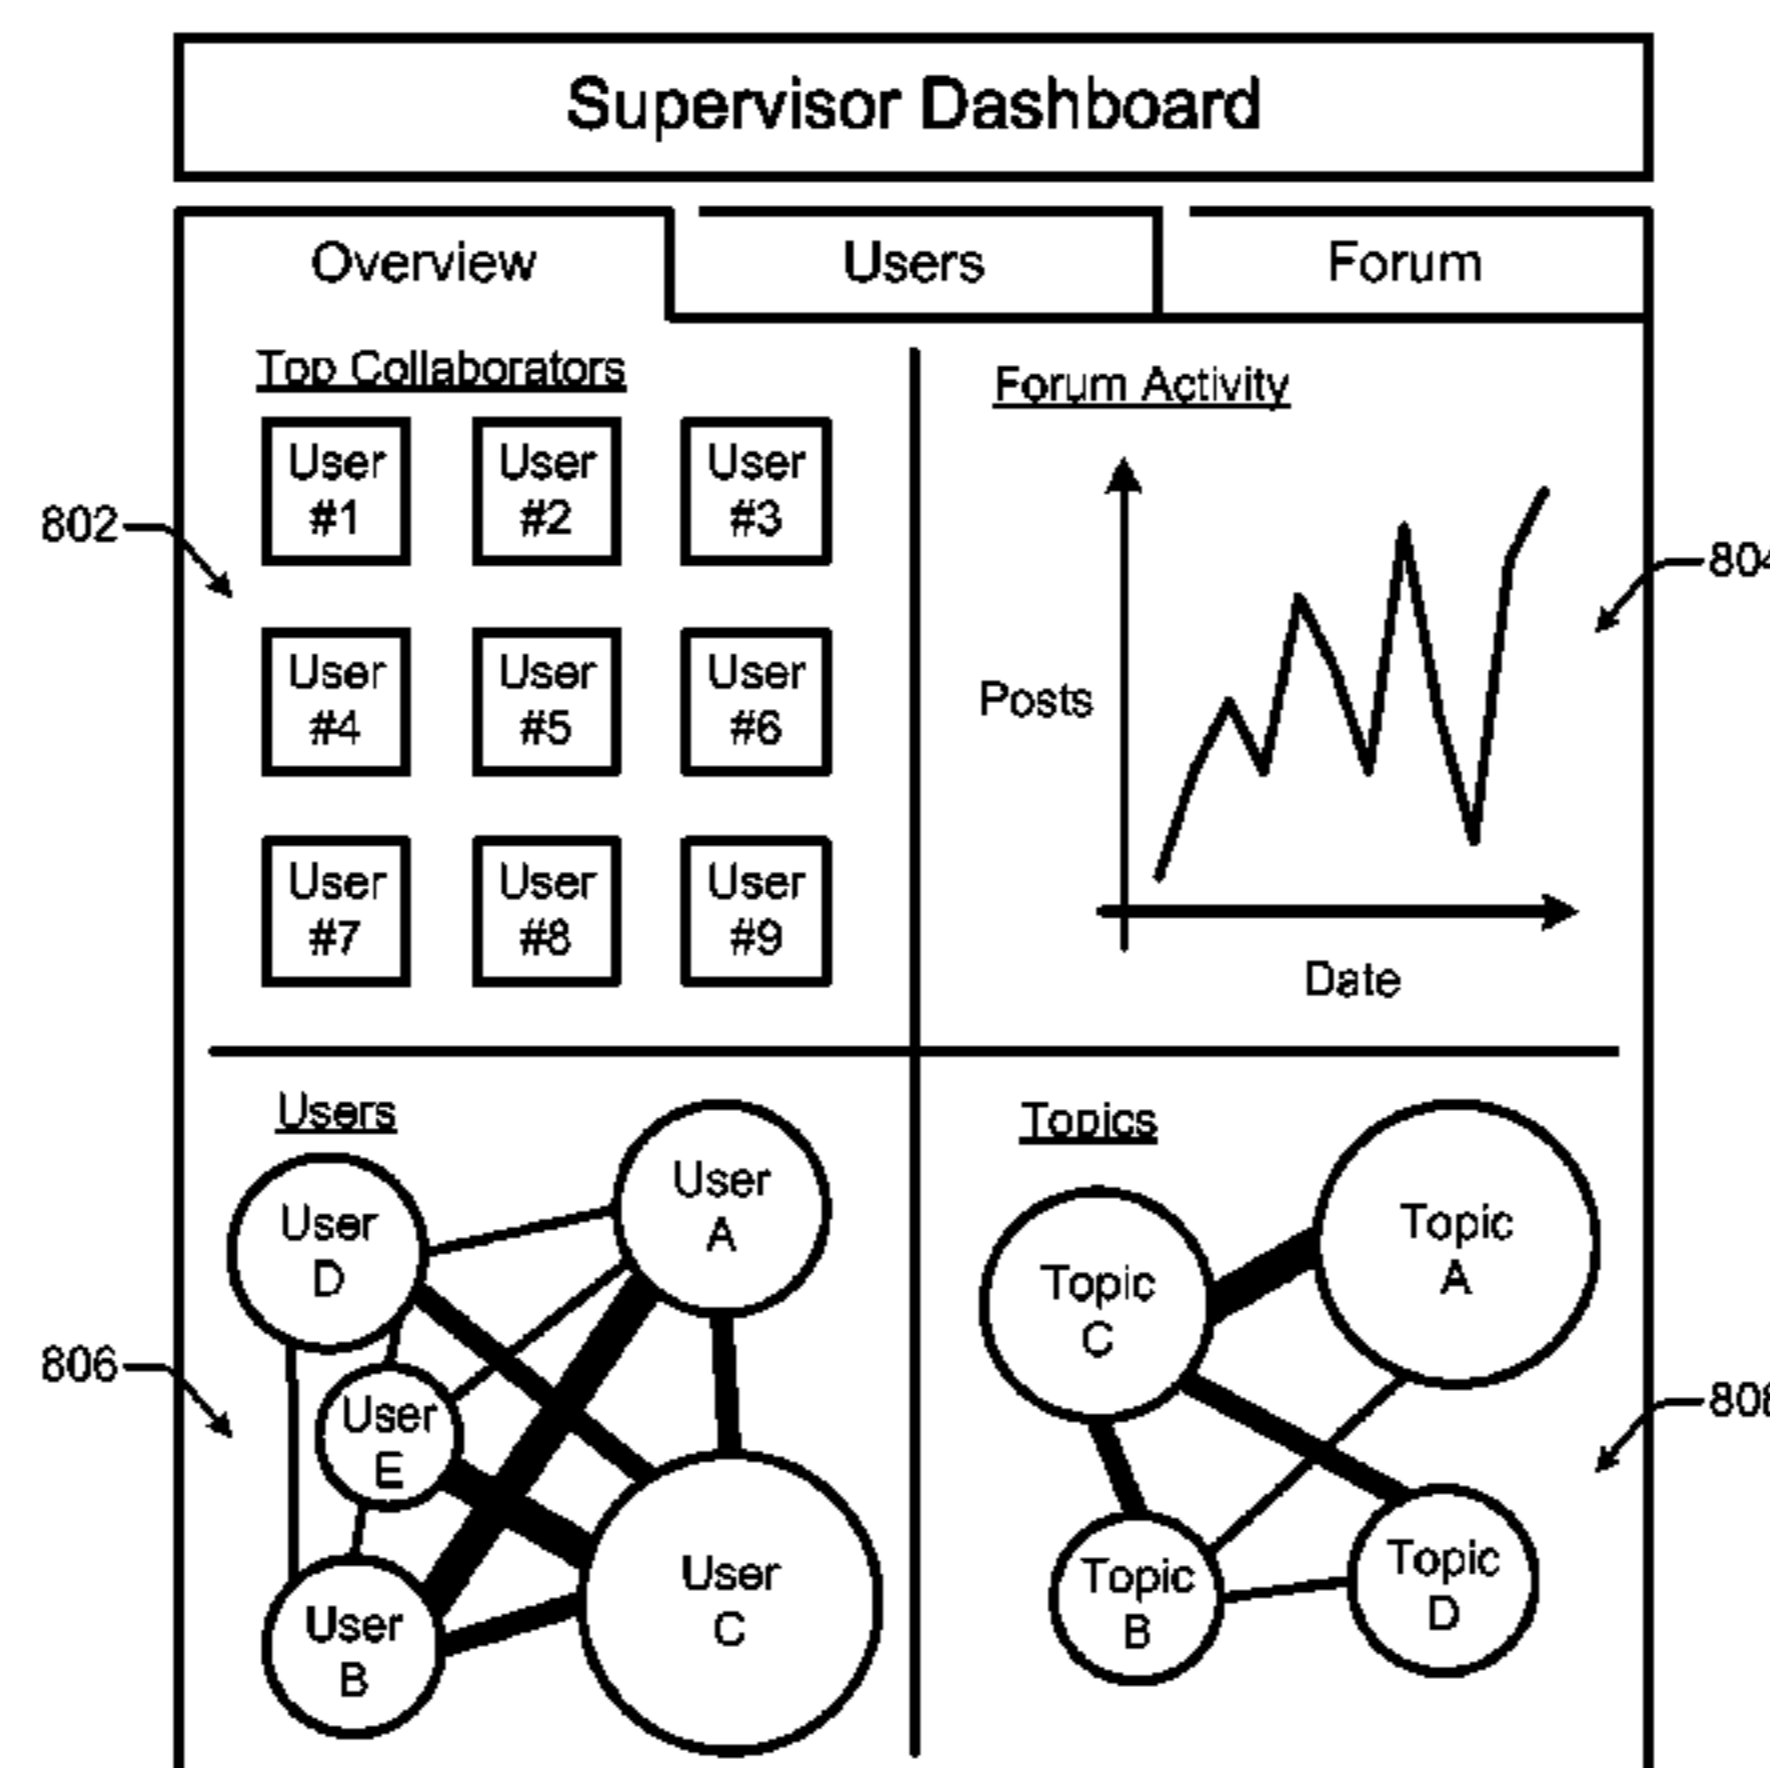 Supervisor Dashboard
Overview
Users
Forum
Top Collaborators
User
#1
User
#2
User
#3
User
#4
User
#5
User
#6
User
#7
User
#8
User
#9
802
Forum Activity
Posts
Date
Users
User
A
User
D
User
E
User
B
User
C
806
Topics
Topic
A
Topic
C
Topic
B
Topic
D